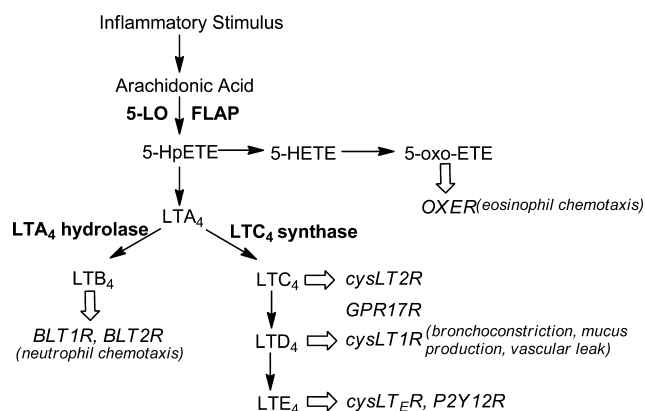 Inflammatory Stimulus
Arachidonic Acid
5-LO FLAP
5-HpETE 5-HETE 5-oxo-ETE
OXER (eosinophil chemotaxis)
LTA4
LTA4 hydrolase LTC4 synthase
LTB4 LTC4 cysLT2R
GPR17R
BLT1R, BLT2R LTD4 cysLT1R (bronchoconstriction, mucus
(neutrophil chemotaxis) production, vascular leak)
LTE4 cysLTER, P2Y12R